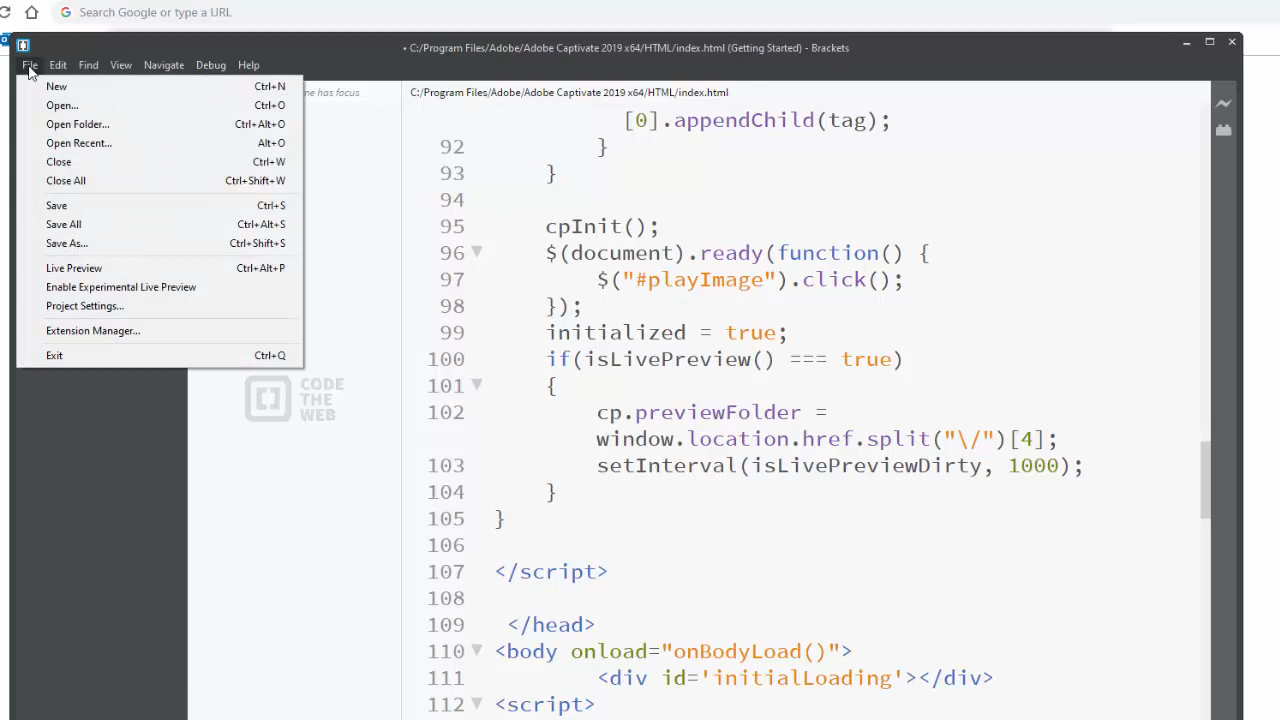 Search Google or type a URL
• C:/Program Files/Adobe/Adobe Captivate 2019 x64/HTML/index.html (Getting Started) - Brackets
File Edit Find View Navigate Debug Help
New Ctrl+N
Open... Ctrl+O
Open Folder... Ctrl+Alt+O
Open Recent... Alt+O
Close Ctrl+W
Close All Ctrl+Shift+W
Save Ctrl+S
Save All Ctrl+Alt+S
Save As... Ctrl+Shift+S
Live Preview Ctrl+Alt+P
Enable Experimental Live Preview
Project Settings...
Extension Manager...
Exit Ctrl+Q
ne has focus
CODE
THE
WEB
C:/Program Files/Adobe/Adobe Captivate 2019 x64/HTML/index.html
[0].appendChild(tag);
92 }
93 }
94
95 cpInit();
96 $(document).ready(function() {
97 $("#playImage").click();
98 });
99 initialized = true;
100 if(isLivePreview() === true)
101 {
102 cp.previewFolder =
window.location.href.split("\/")[4];
103 setInterval(isLivePreviewDirty, 1000);
104 }
105 }
106
107 </script>
108
109 </head>
110 <body onload="onBodyLoad()">
111 <div id='initialLoading'></div>
112 <script>